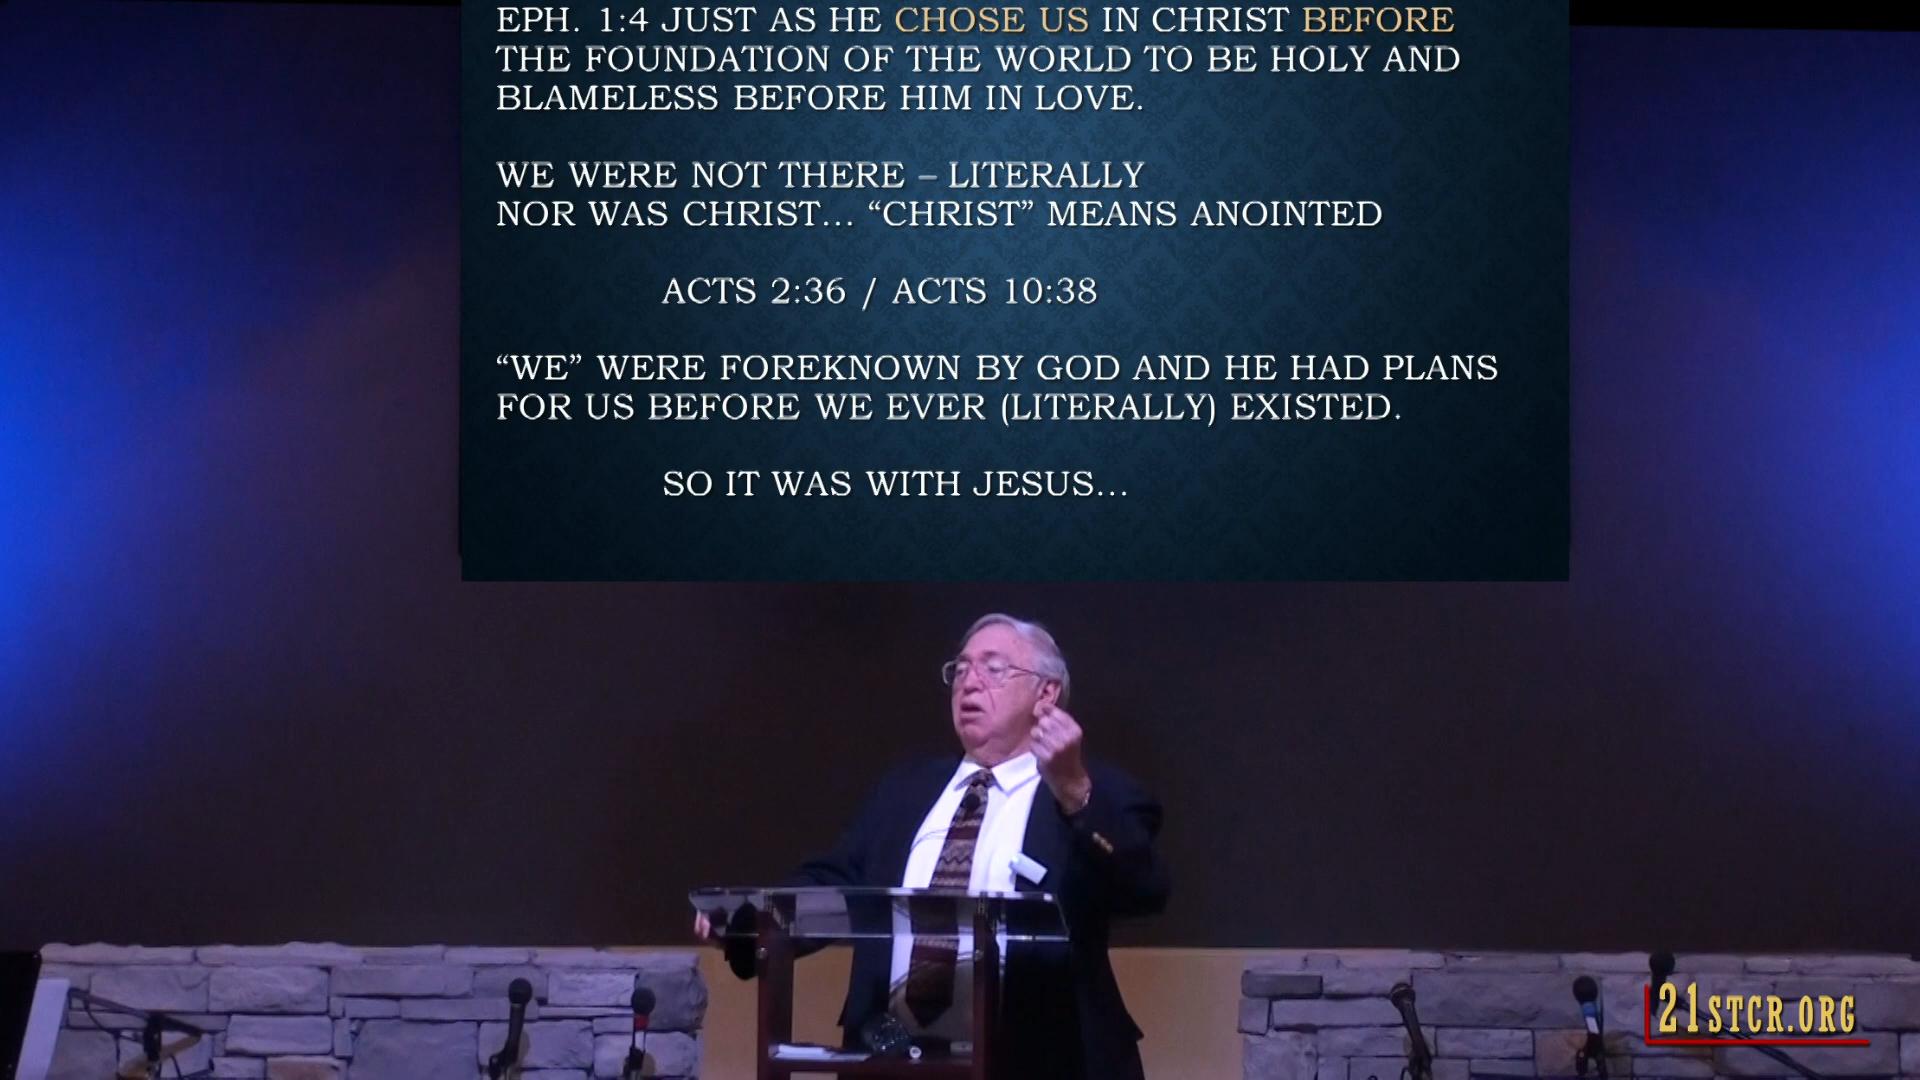 EPH. 1:4 JUST AS HE CHOSE US IN CHRIST BEFORE
THE FOUNDATION OF THE WORLD TO BE HOLY AND
BLAMELESS BEFORE HIM IN LOVE.
WE WERE NOT THERE – LITERALLY
NOR WAS CHRIST... “CHRIST” MEANS ANOINTED
ACTS 2:36 / ACTS 10:38
“WE” WERE FOREKNOWN BY GOD AND HE HAD PLANS
FOR US BEFORE WE EVER (LITERALLY) EXISTED.
SO IT WAS WITH JESUS...
21STCR.ORG